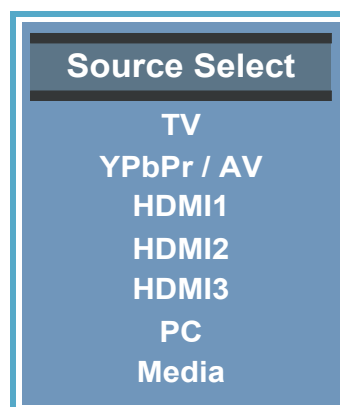 Source Select
TV
YPbPr / AV
HDMI1
HDMI2
HDMI3
PC
Media